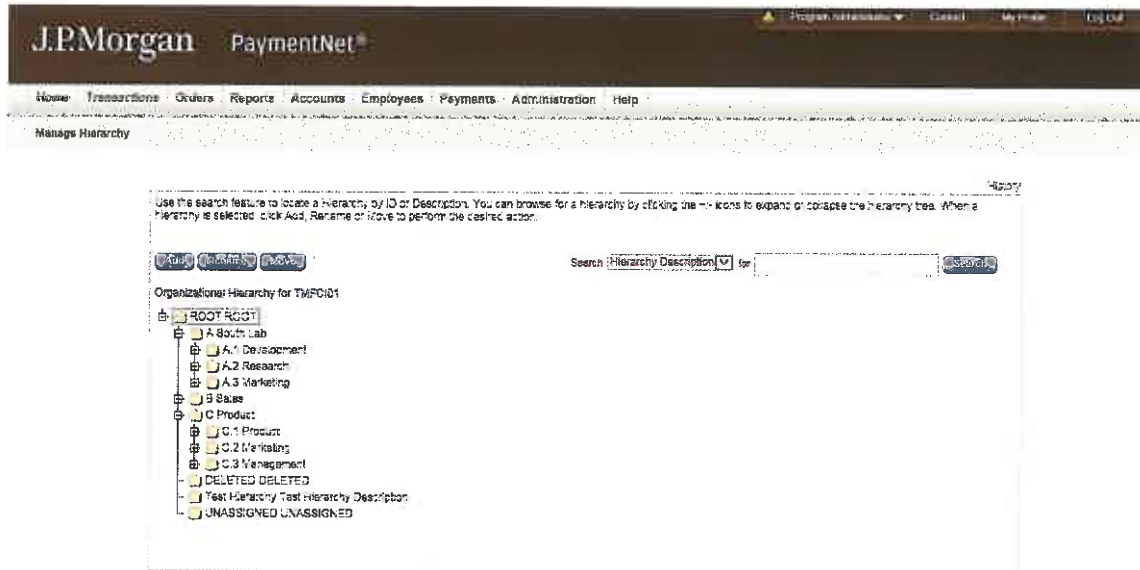 Program Administrator Contact My Profile Log Out
J.P.Morgan PaymentNet®
Home Transactions Orders Reports Accounts Employees Payments Administration Help
Manage Hierarchy
History
Use the search feature to locate a Hierarchy by ID or Description. You can browse for a hierarchy by clicking the +/- icons to expand or collapse the hierarchy tree. When a
hierarchy is selected, click Add, Rename or Move to perform the desired action.
Add Rename Move Search Hierarchy Description for Search
Organizational Hierarchy for
ROOT ROOT
A South Lab
A.1 Development
A.2 Research
A.3 Marketing
B Sales
C Product
C.1 Product
C.2 Marketing
C.3 Management
DELETED DELETED
Test Hierarchy Test Hierarchy Description
UNASSIGNED UNASSIGNED